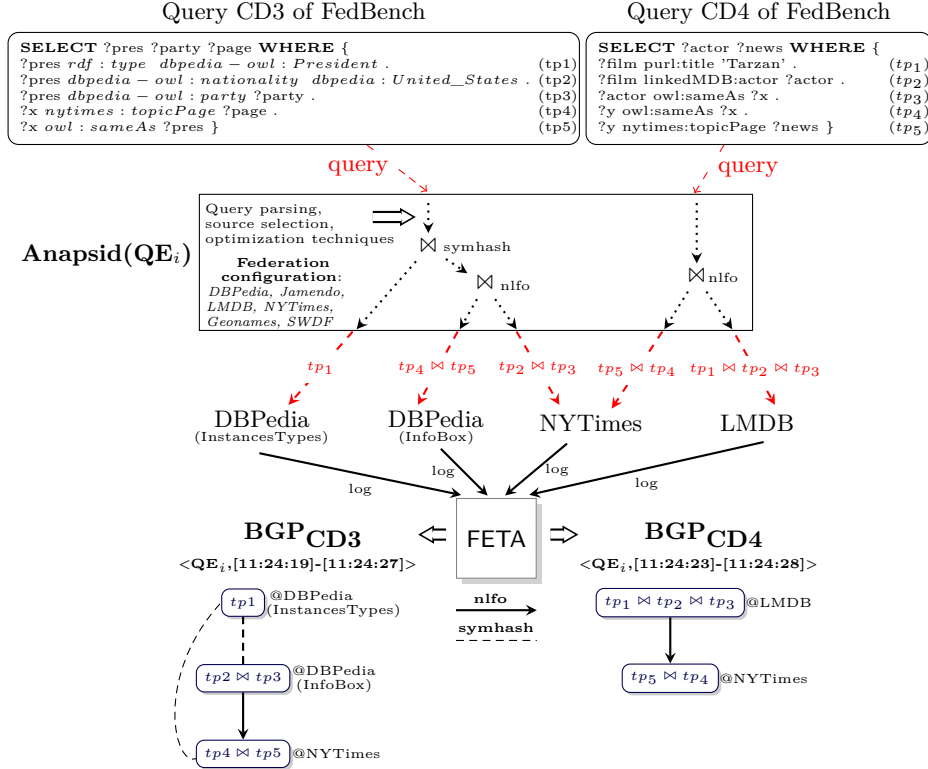 Query CD3 of FedBench
SELECT ?pres ?party ?page WHERE {
?pres rdf : type dbpedia − owl : President . (tp1)
?pres dbpedia − owl : nationality dbpedia : United_States . (tp2)
?pres dbpedia − owl : party ?party . (tp3)
?x nytimes : topicPage ?page . (tp4)
?x owl : sameAs ?pres } (tp5)
Query CD4 of FedBench
SELECT ?actor ?news WHERE {
?film purl:title 'Tarzan' . (tp₁)
?film linkedMDB:actor ?actor . (tp₂)
?actor owl:sameAs ?x . (tp₃)
?y owl:sameAs ?x . (tp₄)
?y nytimes:topicPage ?news } (tp₅)
query
query
Anapsid(QEᵢ)
Query parsing,
source selection,
optimization techniques
Federation
configuration:
DBPedia, Jamendo,
LMDB, NYTimes,
Geonames, SWDF
⋈ symhash
⋈ nlfo
⋈ nlfo
tp₁
tp₄ ⋈ tp₅
tp₂ ⋈ tp₃
tp₅ ⋈ tp₄
tp₁ ⋈ tp₂ ⋈ tp₃
DBPedia
(InstancesTypes)
DBPedia
(InfoBox)
NYTimes
LMDB
log
log
log
log
FETA
BGP CD3
<QEᵢ,[11:24:19]-[11:24:27]>
BGP CD4
<QEᵢ,[11:24:23]-[11:24:28]>
nlfo
symhash
tp1
@DBPedia
(InstancesTypes)
tp2 ⋈ tp3
@DBPedia
(InfoBox)
tp4 ⋈ tp5 @NYTimes
tp₁ ⋈ tp₂ ⋈ tp₃ @LMDB
tp₅ ⋈ tp₄ @NYTimes